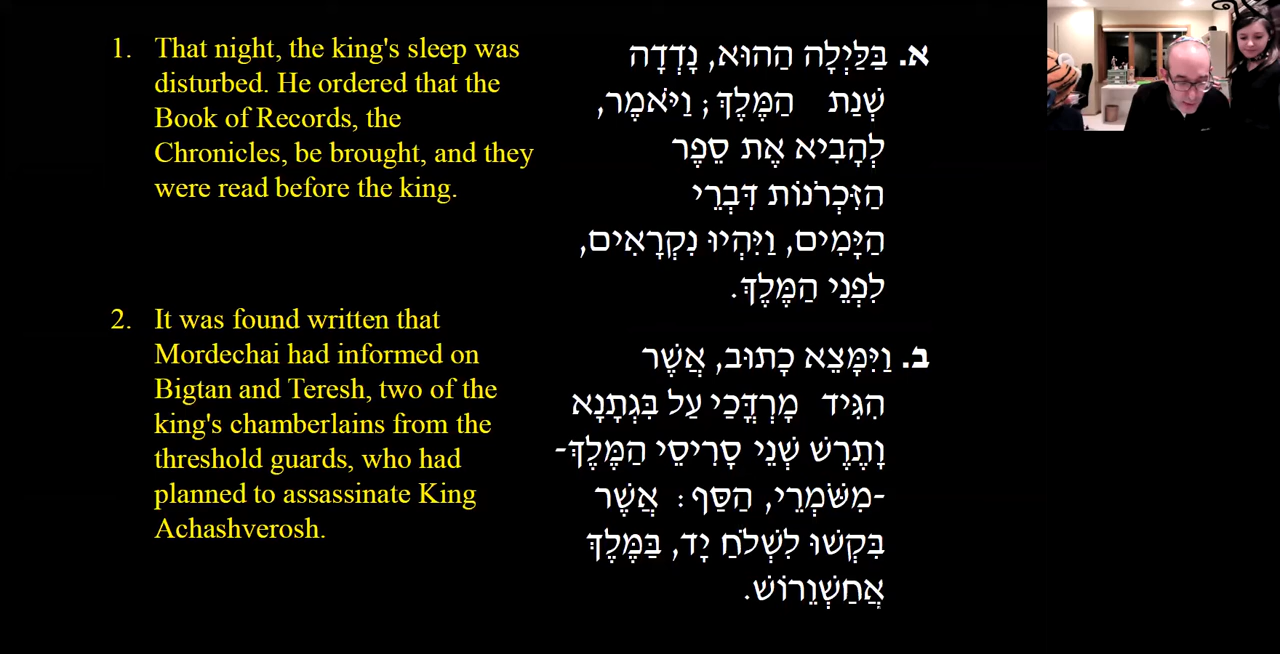 1. That night, the king's sleep was
disturbed. He ordered that the
Book of Records, the
Chronicles, be brought, and they
were read before the king.
2. It was found written that
Mordechai had informed on
Bigtan and Teresh, two of the
king's chamberlains from the
threshold guards, who had
planned to assassinate King
Achashverosh.
א. בַּלַּיְלָה הַהוּא, נָדְדָה
שְׁנַת הַמֶּלֶךְ; וַיֹּאמֶר,
לְהָבִיא אֶת סֵפֶר
הַזִּכְרֹנוֹת דִּבְרֵי
הַיָּמִים, וַיִּהְיוּ נִקְרָאִים,
לִפְנֵי הַמֶּלֶךְ.
ב. וַיִּמָּצֵא כָתוּב, אֲשֶׁר
הִגִּיד מָרְדֳּכַי עַל בִּגְתָנָא
וָתֶרֶשׁ שְׁנֵי סָרִיסֵי הַמֶּלֶךְ-
-מִשֹּׁמְרֵי, הַסַּף: אֲשֶׁר
בִּקְשׁוּ לִשְׁלֹחַ יָד, בַּמֶּלֶךְ
אֲחַשְׁוֵרוֹשׁ.